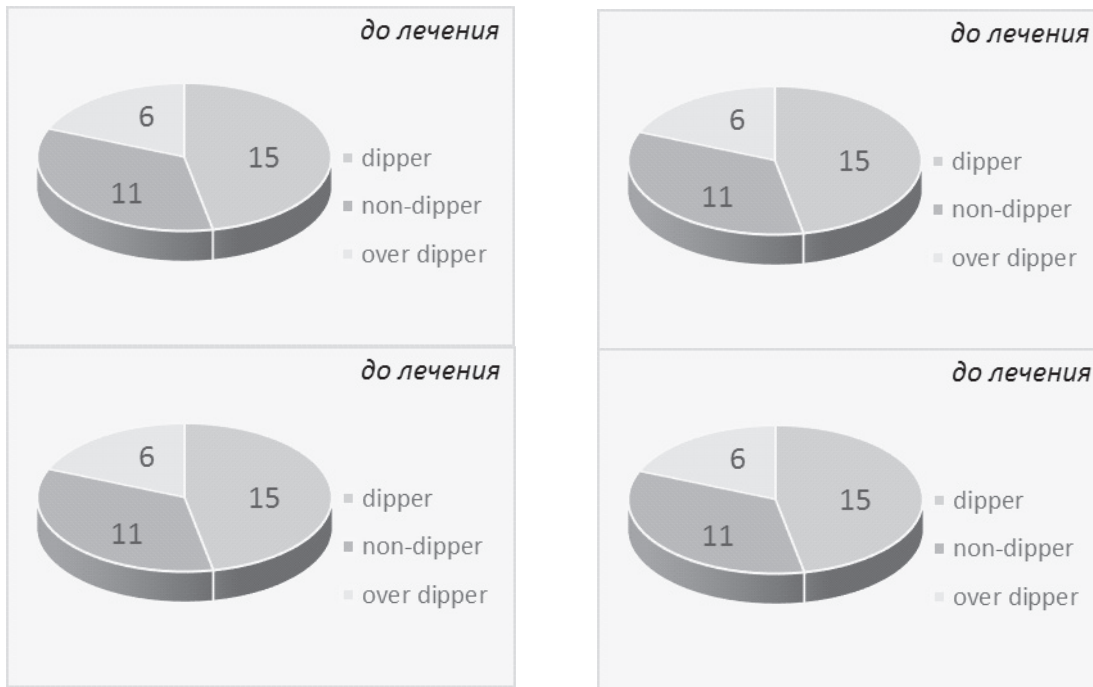 до лечения
6
15
11
dipper
non-dipper
over dipper
до лечения
6
15
11
dipper
non-dipper
over dipper
до лечения
6
15
11
dipper
non-dipper
over dipper
до лечения
6
15
11
dipper
non-dipper
over dipper